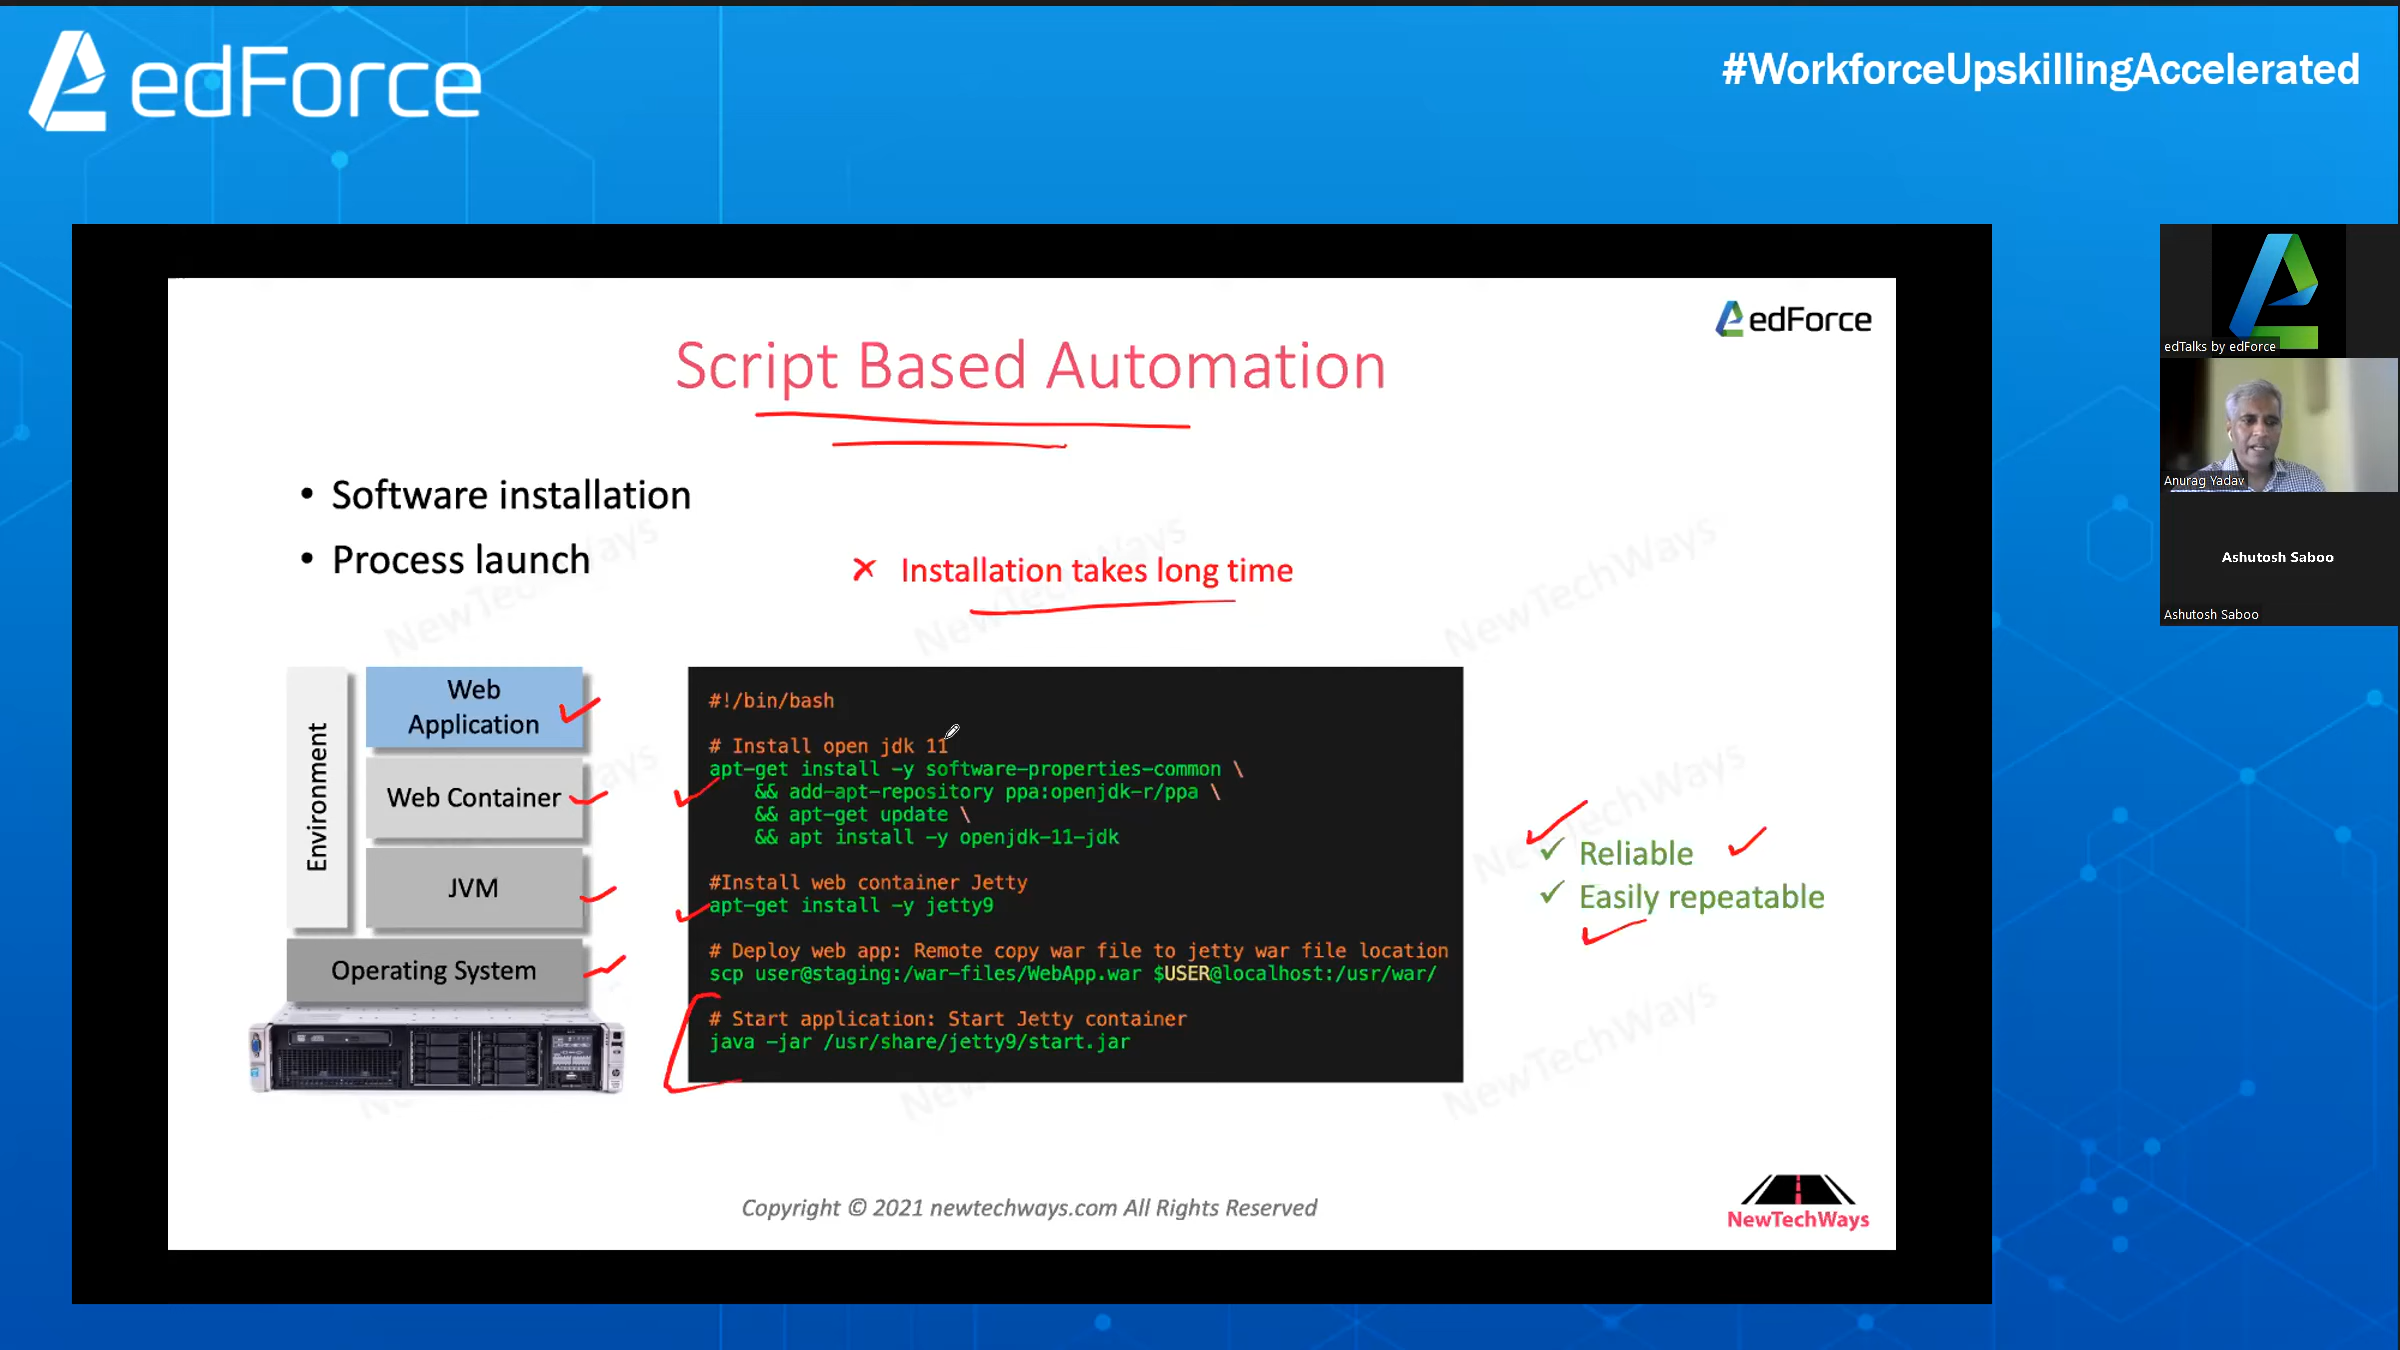 edForce
#WorkforceUpskillingAccelerated
edForce
Script Based Automation
• Software installation
• Process launch
✗ Installation takes long time
Environment
Web
Application
Web Container
JVM
Operating System
#!/bin/bash
# Install open jdk 11
apt-get install -y software-properties-common \
&& add-apt-repository ppa:openjdk-r/ppa \
&& apt-get update \
&& apt install -y openjdk-11-jdk
#Install web container Jetty
apt-get install -y jetty9
# Deploy web app: Remote copy war file to jetty war file location
scp user@staging:/war-files/WebApp.war $USER@localhost:/usr/war/
# Start application: Start Jetty container
java -jar /usr/share/jetty9/start.jar
✓ Reliable
✓ Easily repeatable
NewTechWays
NewTechWays
NewTechWays
NewTechWays
NewTechWays
Copyright © 2021 newtechways.com All Rights Reserved
NewTechWays
edTalks by edForce
Anurag Yadav
Ashutosh Saboo
Ashutosh Saboo